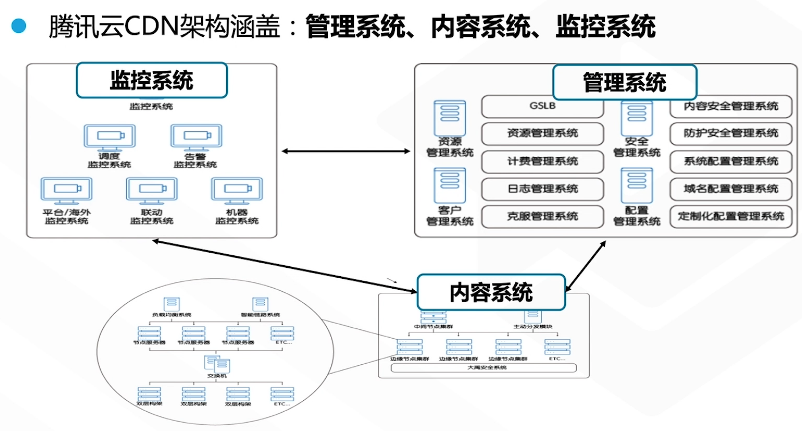 腾讯云CDN架构涵盖：管理系统、内容系统、监控系统
监控系统
监控系统
调度
监控系统
告警
监控系统
平台/海外
监控系统
联动
监控系统
机器
监控系统
管理系统
资源
管理系统
客户
管理系统
GSLB
资源管理系统
计费管理系统
日志管理系统
克服管理系统
安全
管理系统
配置
管理系统
内容安全管理系统
防护安全管理系统
系统配置管理系统
域名配置管理系统
定制化配置管理系统
内容系统
中间节点集群
主动分发模块
边缘节点集群
边缘节点集群
边缘节点集群
ETC...
大禹安全系统
负载均衡系统
智能链路系统
节点服务器
节点服务器
节点服务器
ETC...
交换机
双层构架
双层构架
双层构架
ETC...